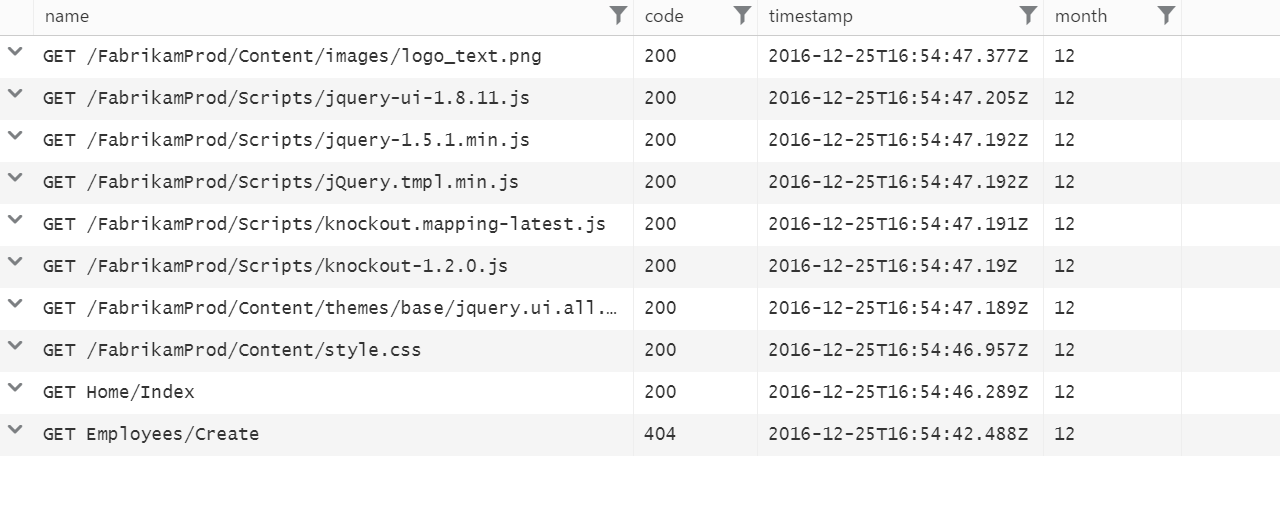 name code timestamp month
GET /FabrikamProd/Content/images/logo_text.png 200 2016-12-25T16:54:47.377Z 12
GET /FabrikamProd/Scripts/jquery-ui-1.8.11.js 200 2016-12-25T16:54:47.205Z 12
GET /FabrikamProd/Scripts/jquery-1.5.1.min.js 200 2016-12-25T16:54:47.192Z 12
GET /FabrikamProd/Scripts/jQuery.tmpl.min.js 200 2016-12-25T16:54:47.192Z 12
GET /FabrikamProd/Scripts/knockout.mapping-latest.js 200 2016-12-25T16:54:47.191Z 12
GET /FabrikamProd/Scripts/knockout-1.2.0.js 200 2016-12-25T16:54:47.19Z 12
GET /FabrikamProd/Content/themes/base/jquery.ui.all.… 200 2016-12-25T16:54:47.189Z 12
GET /FabrikamProd/Content/style.css 200 2016-12-25T16:54:46.957Z 12
GET Home/Index 200 2016-12-25T16:54:46.289Z 12
GET Employees/Create 404 2016-12-25T16:54:42.488Z 12